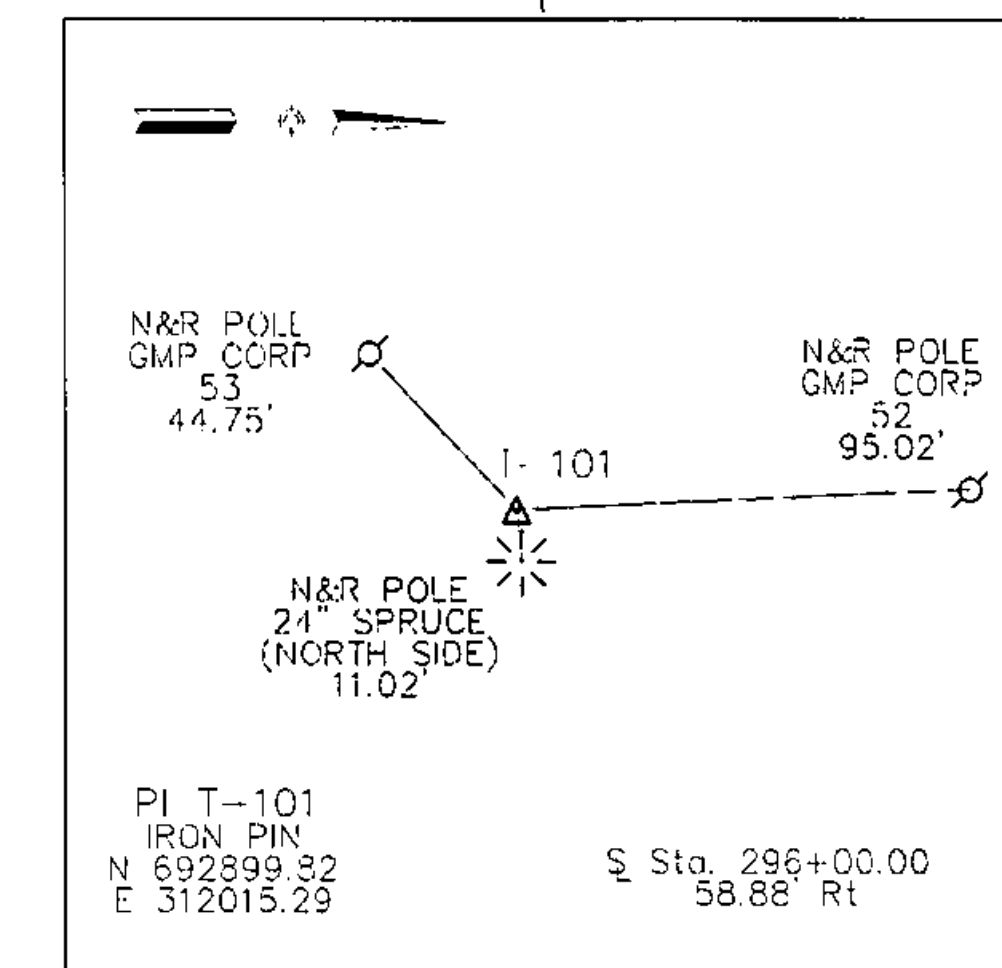 N&R POLE
GMP CORP
53
44.75'
N&R POLE
GMP CORP
52
95.02'
T- 101
N&R POLE
24" SPRUCE
(NORTH SIDE)
11.02'
PI T-101
IRON PIN
N 692899.82
E 312015.29
℄ Sta. 296+00.00
58.88' Rt